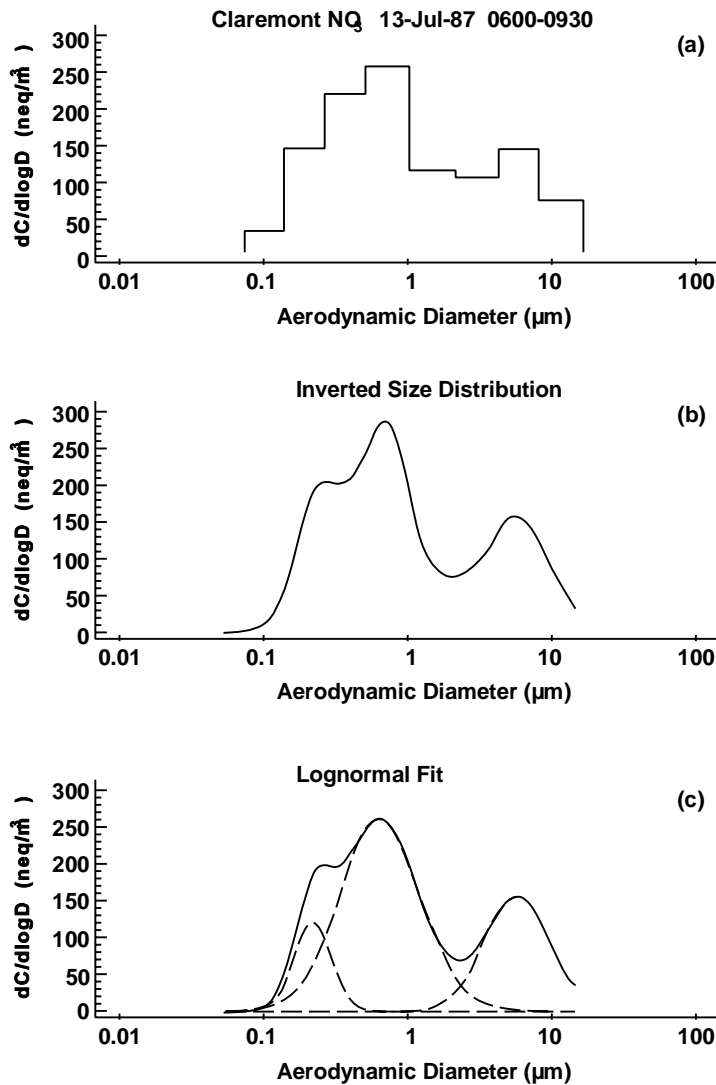 Claremont NO3 13-Jul-87 0600-0930
(a)
dC/dlogD (neq/m3)
300
250
200
150
100
50
0
0.01 0.1 1 10 100
Aerodynamic Diameter (µm)
Inverted Size Distribution
(b)
dC/dlogD (neq/m3)
300
250
200
150
100
50
0
0.01 0.1 1 10 100
Aerodynamic Diameter (µm)
Lognormal Fit
(c)
dC/dlogD (neq/m3)
300
250
200
150
100
50
0
0.01 0.1 1 10 100
Aerodynamic Diameter (µm)